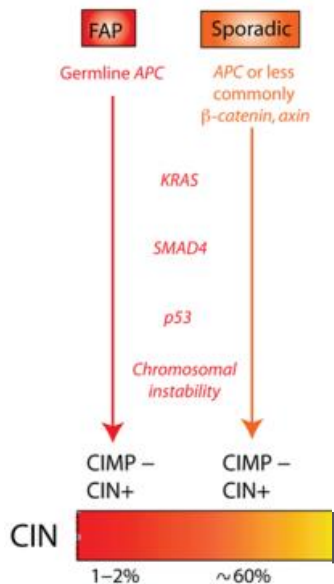 FAP
Sporadic
Germline APC
APC or less
commonly
β-catenin, axin
KRAS
SMAD4
p53
Chromosomal
instability
CIMP –
CIN+
CIMP –
CIN+
CIN
1–2%
~60%